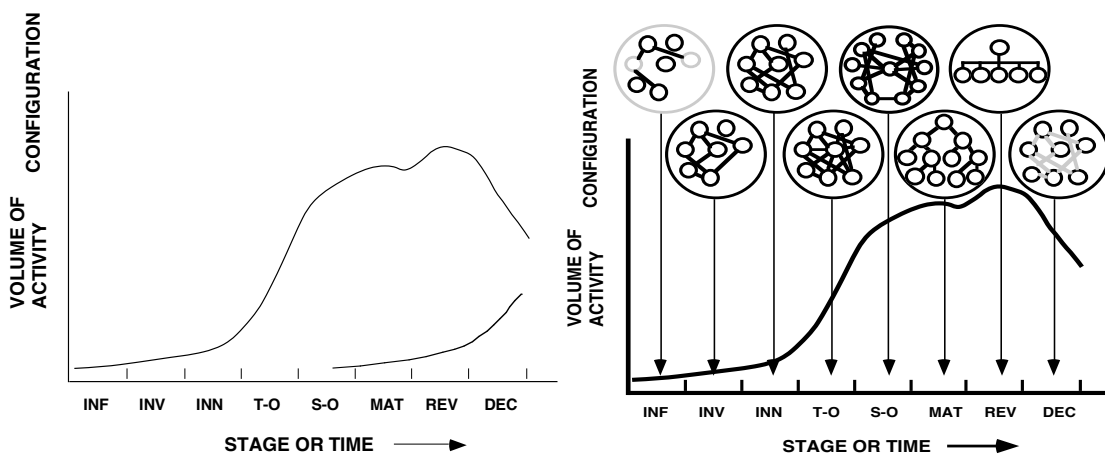 CONFIGURATION
VOLUME OF
ACTIVITY
INF INV INN T-O S-O MAT REV DEC
STAGE OR TIME
CONFIGURATION
VOLUME OF
ACTIVITY
INF INV INN T-O S-O MAT REV DEC
STAGE OR TIME